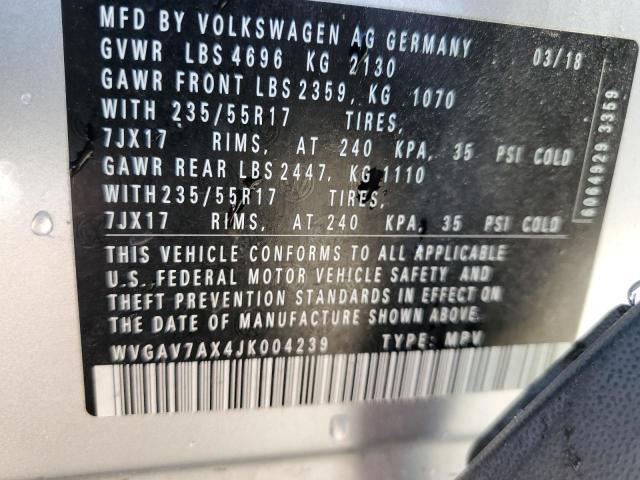 MFD BY VOLKSWAGEN AG GERMANY 03/18
GVWR LBS 4696 KG 2130
GAWR FRONT LBS 2359, KG 1070
WITH 235/55R17 TIRES,
7JX17 RIMS, AT 240 KPA, 35 PSI COLD
GAWR REAR LBS 2447, KG 1110
WITH 235/55R17 TIRES,
7JX17 RIMS, AT 240 KPA, 35 PSI COLD
THIS VEHICLE CONFORMS TO ALL APPLICABLE
U.S. FEDERAL MOTOR VEHICLE SAFETY AND
THEFT PREVENTION STANDARDS IN EFFECT ON
THE DATE OF MANUFACTURE SHOWN ABOVE.
WVGAV7AX4JK004239 TYPE: MPV
3359